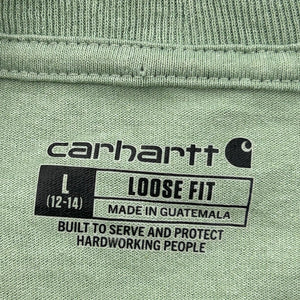 carhartt
L LOOSE FIT
(12-14) MADE IN GUATEMALA
BUILT TO SERVE AND PROTECT
HARDWORKING PEOPLE